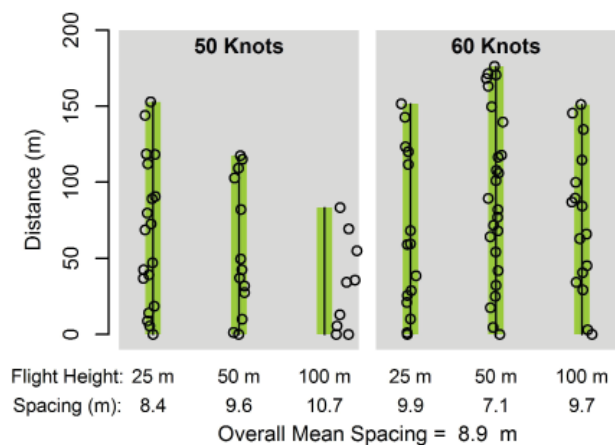 50 Knots
60 Knots
Distance (m)
200
150
100
50
0
Flight Height: 25 m 50 m 100 m 25 m 50 m 100 m
Spacing (m): 8.4 9.6 10.7 9.9 7.1 9.7
Overall Mean Spacing = 8.9 m